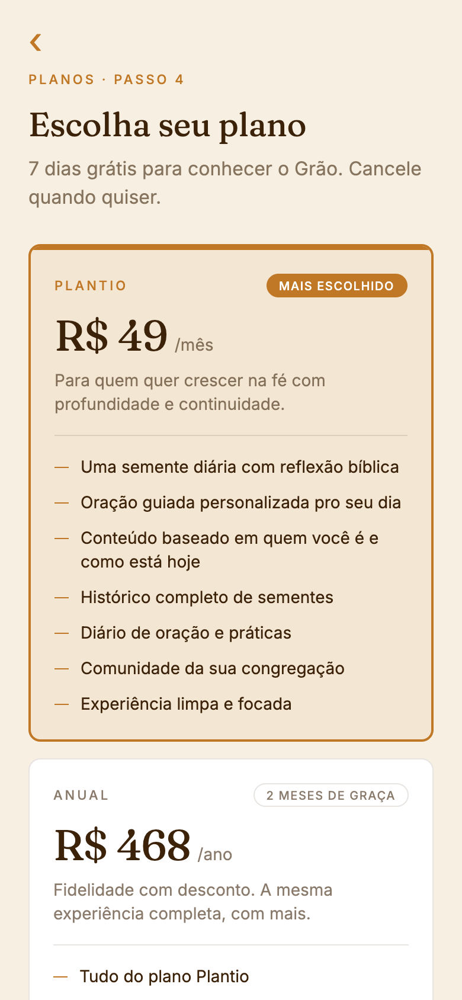 PLANOS · PASSO 4
Escolha seu plano
7 dias grátis para conhecer o Grão. Cancele
quando quiser.
PLANTIO
MAIS ESCOLHIDO
R$ 49 /mês
Para quem quer crescer na fé com
profundidade e continuidade.
— Uma semente diária com reflexão bíblica
— Oração guiada personalizada pro seu dia
— Conteúdo baseado em quem você é e
como está hoje
— Histórico completo de sementes
— Diário de oração e práticas
— Comunidade da sua congregação
— Experiência limpa e focada
ANUAL
2 MESES DE GRAÇA
R$ 468 /ano
Fidelidade com desconto. A mesma
experiência completa, com mais.
— Tudo do plano Plantio